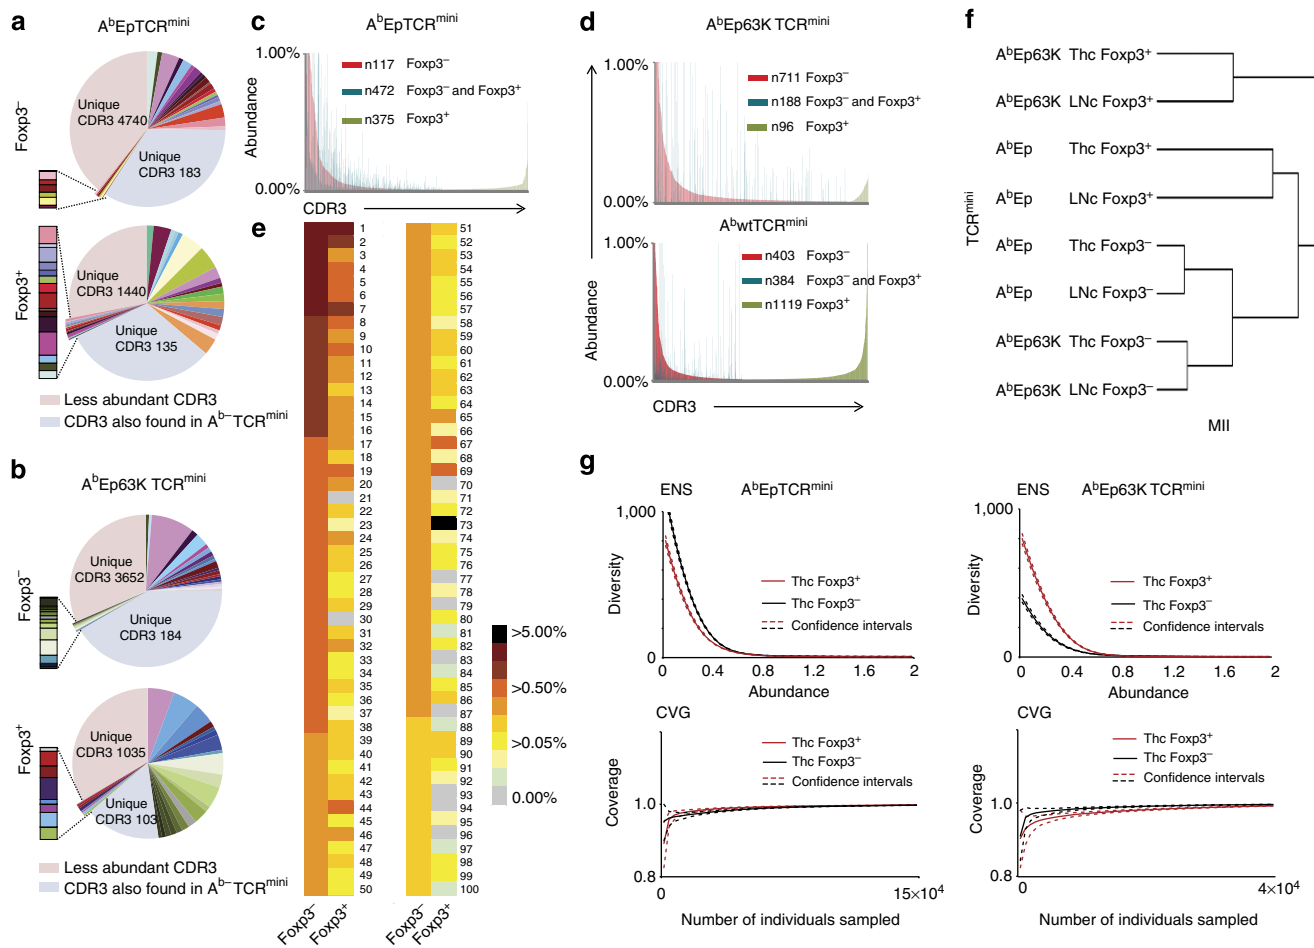 a
A^bEpTCR^mini
Foxp3⁻
Unique
CDR3 4740
Unique
CDR3 183
Foxp3⁺
Unique
CDR3 1440
Unique
CDR3 135
Less abundant CDR3
CDR3 also found in A^b–TCR^mini
b
A^bEp63K TCR^mini
Foxp3⁻
Unique
CDR3 3652
Unique
CDR3 184
Foxp3⁺
Unique
CDR3 1035
Unique
CDR3 103
Less abundant CDR3
CDR3 also found in A^b–TCR^mini
c
A^bEpTCR^mini
1.00%
Abundance
0.00%
n117 Foxp3⁻
n472 Foxp3⁻ and Foxp3⁺
n375 Foxp3⁺
CDR3
d
A^bEp63K TCR^mini
1.00%
n711 Foxp3⁻
n188 Foxp3⁻ and Foxp3⁺
n96 Foxp3⁺
0.00%
A^bwtTCR^mini
1.00%
n403 Foxp3⁻
n384 Foxp3⁻ and Foxp3⁺
n1119 Foxp3⁺
0.00%
Abundance
CDR3
e
1
2
3
4
5
6
7
8
9
10
11
12
13
14
15
16
17
18
19
20
21
22
23
24
25
26
27
28
29
30
31
32
33
34
35
36
37
38
39
40
41
42
43
44
45
46
47
48
49
50
Foxp3⁻
Foxp3⁺
51
52
53
54
55
56
57
58
59
60
61
62
63
64
65
66
67
68
69
70
71
72
73
74
75
76
77
78
79
80
81
82
83
84
85
86
87
88
89
90
91
92
93
94
95
96
97
98
99
100
Foxp3⁻
Foxp3⁺
>5.00%
>0.50%
>0.05%
0.00%
f
TCR^mini
A^bEp63K Thc Foxp3⁺
A^bEp63K LNc Foxp3⁺
A^bEp Thc Foxp3⁺
A^bEp LNc Foxp3⁺
A^bEp Thc Foxp3⁻
A^bEp LNc Foxp3⁻
A^bEp63K Thc Foxp3⁻
A^bEp63K LNc Foxp3⁻
MII
g
ENS A^bEpTCR^mini
1,000
Diversity
0
Thc Foxp3⁺
Thc Foxp3⁻
Confidence intervals
0 0.4 0.8 1.2 1.6 2
Abundance
ENS A^bEp63K TCR^mini
1,000
Diversity
0
Thc Foxp3⁺
Thc Foxp3⁻
Confidence intervals
0 0.4 0.8 1.2 1.6 2
Abundance
CVG
Thc Foxp3⁺
Thc Foxp3⁻
Confidence intervals
Coverage
1.0
0.8
0 15×10⁴
Number of individuals sampled
CVG
Thc Foxp3⁺
Thc Foxp3⁻
Confidence intervals
Coverage
1.0
0.8
0 4×10⁴
Number of individuals sampled